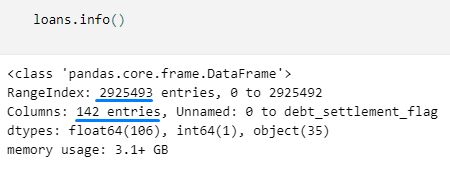 loans.info()
<class 'pandas.core.frame.DataFrame'>
RangeIndex: 2925493 entries, 0 to 2925492
Columns: 142 entries, Unnamed: 0 to debt_settlement_flag
dtypes: float64(106), int64(1), object(35)
memory usage: 3.1+ GB